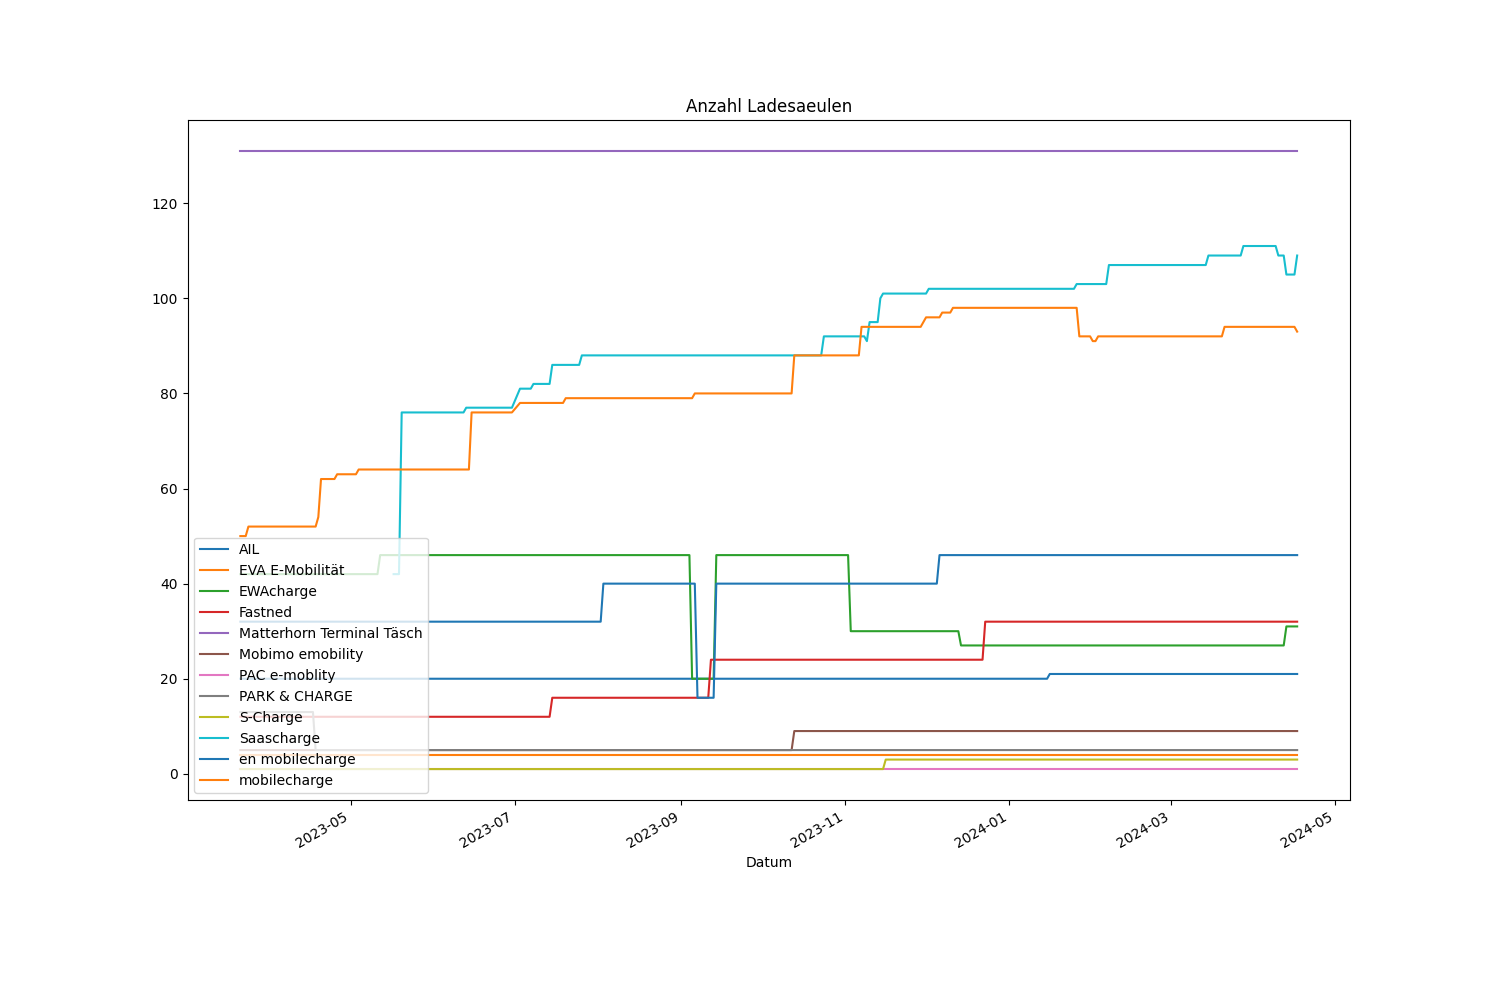 Anzahl Ladesaeulen
120
100
80
60
40
20
0
AIL
EVA E-Mobilität
EWAcharge
Fastned
Matterhorn Terminal Täsch
Mobimo emobility
PAC e-moblity
PARK & CHARGE
S-Charge
Saascharge
en mobilecharge
mobilecharge
2023-05
2023-07
2023-09
2023-11
2024-01
2024-03
2024-05
Datum